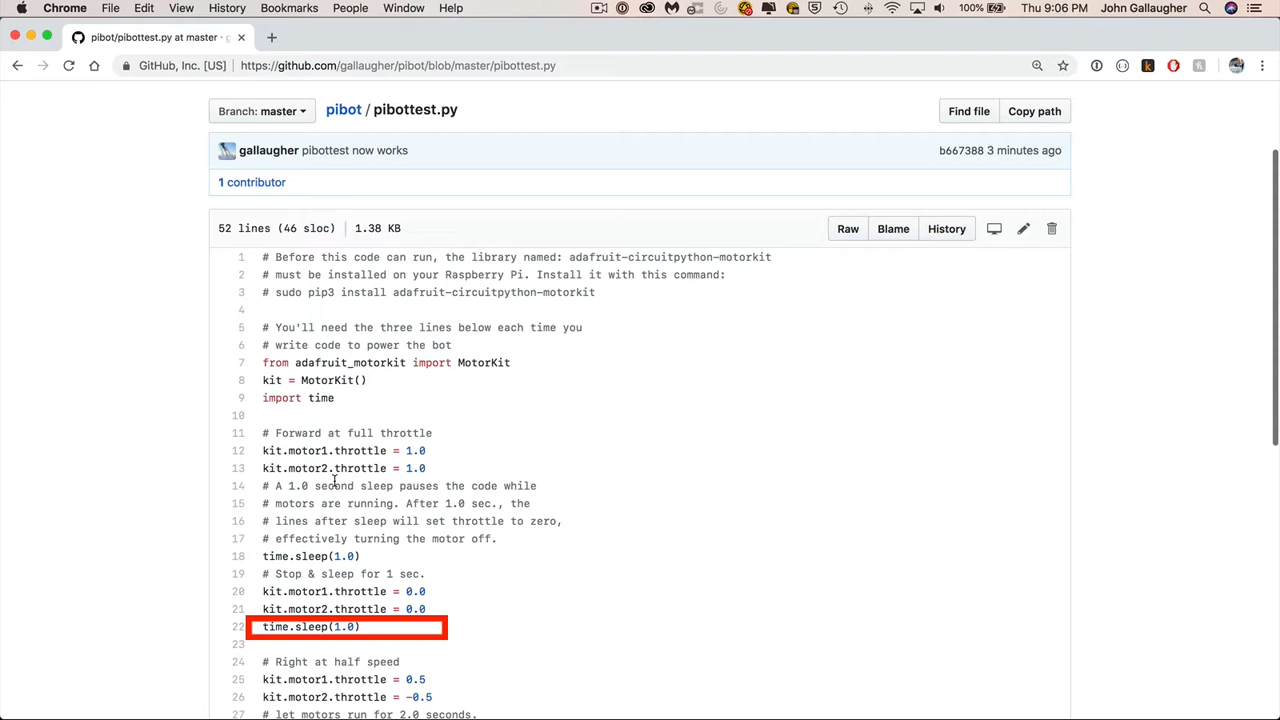 Chrome File Edit View History Bookmarks People Window Help 100% Thu 9:06 PM John Gallaugher
pibot/pibottest.py at master ·
GitHub, Inc. [US] https://github.com/gallaugher/pibot/blob/master/pibottest.py
Branch: master pibot / pibottest.py Find file Copy path
gallaugher pibottest now works b667388 3 minutes ago
1 contributor
52 lines (46 sloc) 1.38 KB Raw Blame History
1 # Before this code can run, the library named: adafruit-circuitpython-motorkit
2 # must be installed on your Raspberry Pi. Install it with this command:
3 # sudo pip3 install adafruit-circuitpython-motorkit
4
5 # You'll need the three lines below each time you
6 # write code to power the bot
7 from adafruit_motorkit import MotorKit
8 kit = MotorKit()
9 import time
10
11 # Forward at full throttle
12 kit.motor1.throttle = 1.0
13 kit.motor2.throttle = 1.0
14 # A 1.0 second sleep pauses the code while
15 # motors are running. After 1.0 sec., the
16 # lines after sleep will set throttle to zero,
17 # effectively turning the motor off.
18 time.sleep(1.0)
19 # Stop & sleep for 1 sec.
20 kit.motor1.throttle = 0.0
21 kit.motor2.throttle = 0.0
22 time.sleep(1.0)
23
24 # Right at half speed
25 kit.motor1.throttle = 0.5
26 kit.motor2.throttle = -0.5
27 # let motors run for 2.0 seconds.